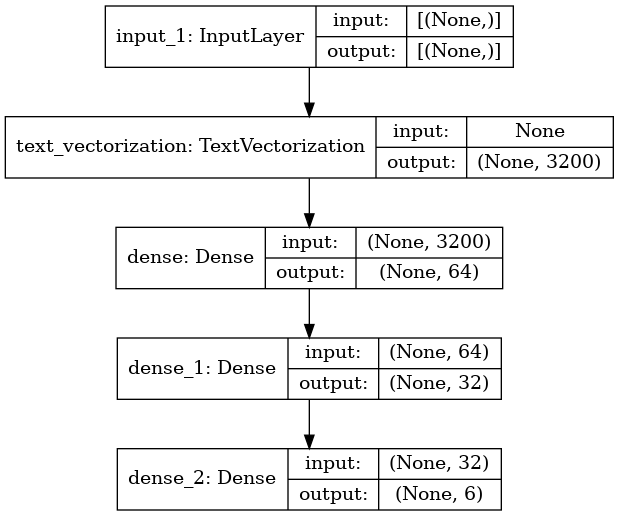 input_1: InputLayer
input: [(None,)]
output: [(None,)]
text_vectorization: TextVectorization
input: None
output: (None, 3200)
dense: Dense
input: (None, 3200)
output: (None, 64)
dense_1: Dense
input: (None, 64)
output: (None, 32)
dense_2: Dense
input: (None, 32)
output: (None, 6)